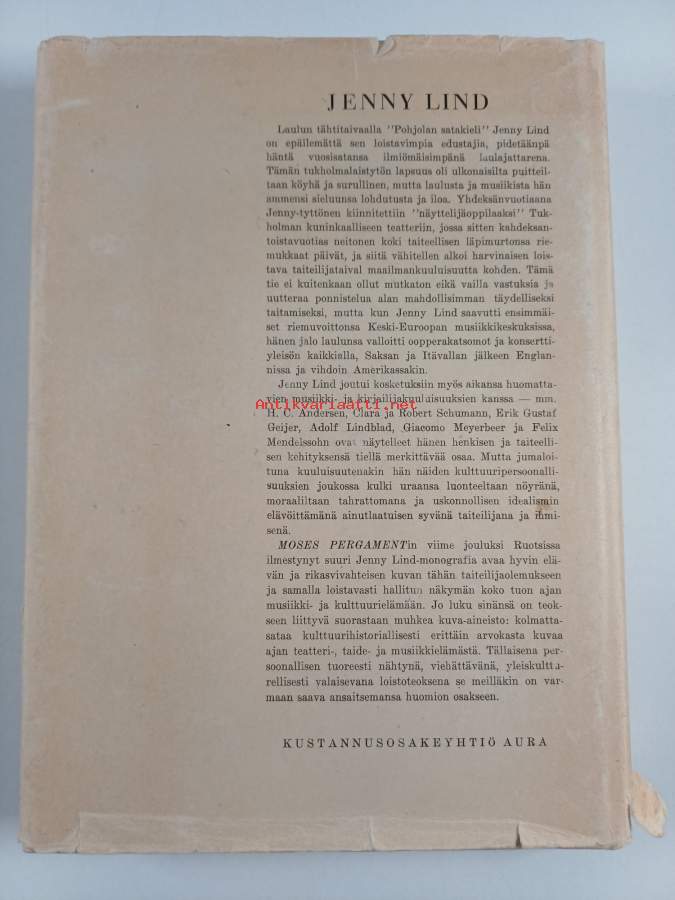 JENNY LIND
Laulun tähtitaivaalla "Pohjolan satakieli" Jenny Lind
on epäilemättä sen loistavimpia edustajia, pidetäänpä
häntä vuosisatansa ilmiömäisimpänä laulajattarena.
Tämän tukholmalaistytön lapsuus oli ulkonaisilta puitteil-
taan köyhä ja surullinen, mutta laulusta ja musiikista hän
ammensi sieluunsa lohdutusta ja iloa. Yhdeksänvuotiaana
Jenny-tyttönen kiinnitettiin "näyttelijäoppilaaksi" Tuk-
holman kuninkaalliseen teatteriin, jossa sitten kahdeksan-
toistavuotias neitonen koki taiteellisen läpimurtonsa rie-
mukkaat päivät, ja siitä vähitellen alkoi harvinaisen lois-
tava taiteilijataival maailmankuuluisuutta kohden. Tämä
tie ei kuitenkaan ollut mutkaton eikä vailla vastuksia ja
uutteraa ponnistelua alan mahdollisimman täydelliseksi
taitamiseksi, mutta kun Jenny Lind saavutti ensimmäi-
set riemuvoittonsa Keski-Euroopan musiikkikeskuksissa,
hänen jalo laulunsa valloitti oopperakatsomot ja konsertti-
yleisön kaikkialla, Saksan ja Itävallan jälkeen Englan-
nissa ja vihdoin Amerikassakin.
Jenny Lind joutui kosketuksiin myös aikansa huomatta-
vien musiikki- ja kirjailijakuuluisuuksien kanssa — mm.
Antikvariaatti.net
H. C. Andersen, Clara ja Robert Schumann, Erik Gustaf
Geijer, Adolf Lindblad, Giacomo Meyerbeer ja Felix
Mendelssohn ovat näytelleet hänen henkisen ja taiteelli-
sen kehityksensä tiellä merkittävää osaa. Mutta jumaloi-
tuna kuuluisuutenakin hän näiden kulttuuripersoonalli-
suuksien joukossa kulki uraansa luonteeltaan nöyränä,
moraaliltaan tahrattomana ja uskonnollisen idealismin
elävöittämänä ainutlaatuisen syvänä taiteilijana ja ihmi-
senä.
MOSES PERGAMENTin viime jouluksi Ruotsissa
ilmestynyt suuri Jenny Lind-monografia avaa hyvin elä-
vän ja rikasvivahteisen kuvan tähän taiteilijaolemukseen
ja samalla loistavasti hallitun näkymän koko tuon ajan
musiikki- ja kulttuurielämään. Jo luku sinänsä on teok-
seen liittyvä suorastaan muhkea kuva-aineisto: kolmatta-
sataa kulttuurihistoriallisesti erittäin arvokasta kuvaa
ajan teatteri-, taide- ja musiikkielämästä. Tällaisena per-
soonallisen tuoreesti nähtynä, viehättävänä, yleiskulttu-
rellisesti valaisevana loistoteoksena se meilläkin on var-
maan saava ansaitsemansa huomion osakseen.
KUSTANNUSOSAKEYHTIÖ AURA